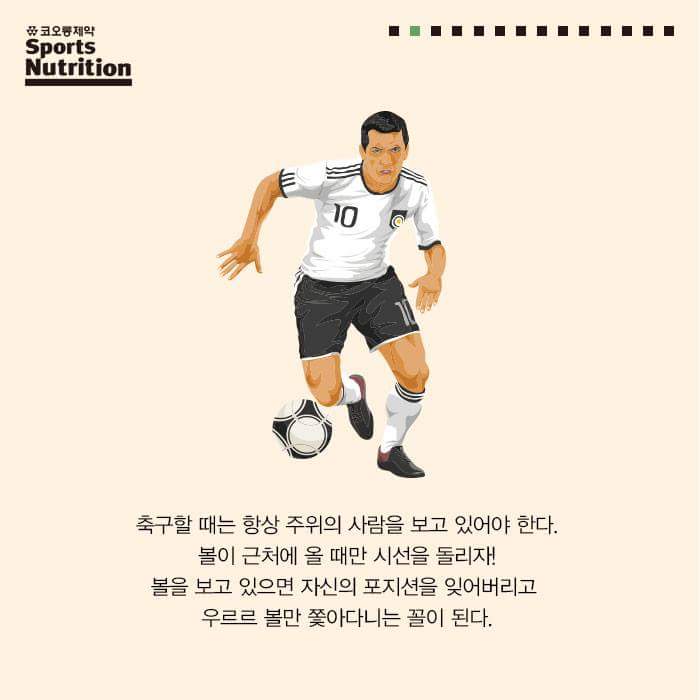 코오롱제약
Sports
Nutrition
10
10
축구할 때는 항상 주위의 사람을 보고 있어야 한다.
볼이 근처에 올 때만 시선을 돌리자!
볼을 보고 있으면 자신의 포지션을 잊어버리고
우르르 볼만 쫓아다니는 꼴이 된다.